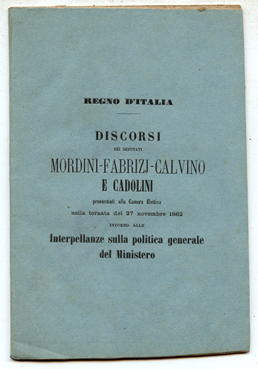 REGNO D'ITALIA
DISCORSI
DEI DEPUTATI
MORDINI-FABRIZJ-CALVINO
E CADOLINI
pronunziati alla Camera Elettiva
nella tornata del 27 novembre 1862
INTORNO ALLE
Interpellanze sulla politica generale
del Ministero